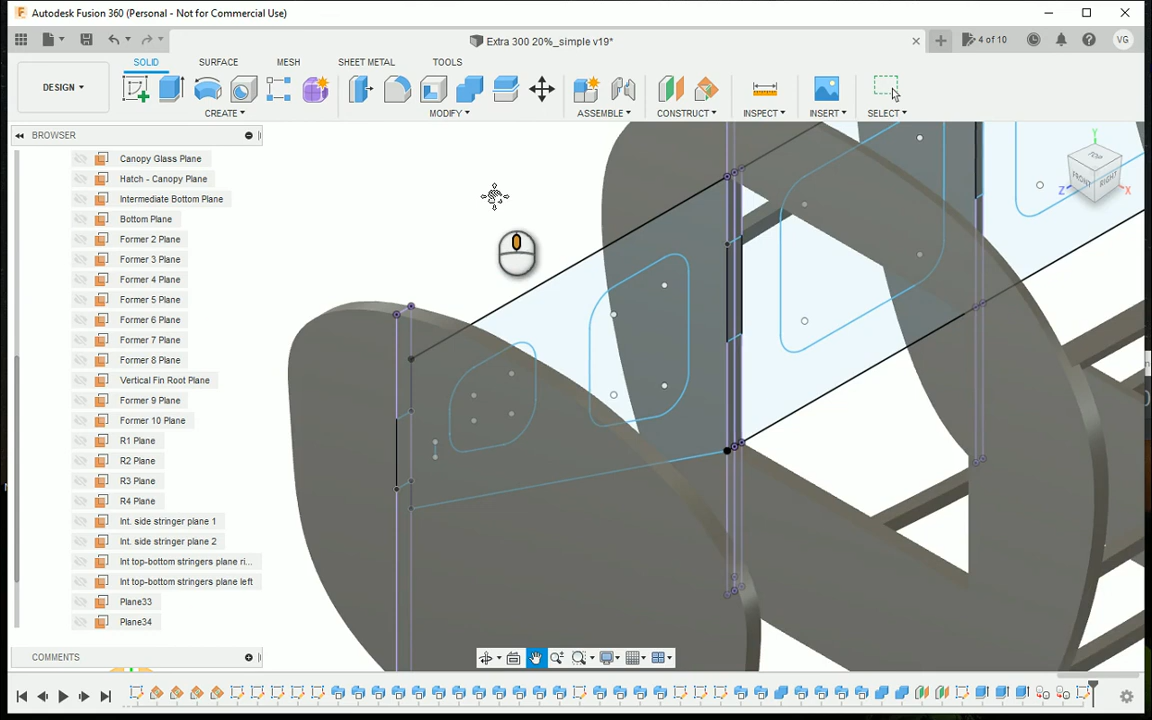 Autodesk Fusion 360 (Personal - Not for Commercial Use)
Extra 300 20%_simple v19*
4 of 10
VG
SOLID
SURFACE
MESH
SHEET METAL
TOOLS
DESIGN
CREATE
MODIFY
ASSEMBLE
CONSTRUCT
INSPECT
INSERT
SELECT
BROWSER
Canopy Glass Plane
Hatch - Canopy Plane
Intermediate Bottom Plane
Bottom Plane
Former 2 Plane
Former 3 Plane
Former 4 Plane
Former 5 Plane
Former 6 Plane
Former 7 Plane
Former 8 Plane
Vertical Fin Root Plane
Former 9 Plane
Former 10 Plane
R1 Plane
R2 Plane
R3 Plane
R4 Plane
Int. side stringer plane 1
Int. side stringer plane 2
Int top-bottom stringers plane ri...
Int top-bottom stringers plane left
Plane33
Plane34
COMMENTS
Y
TOP
FRONT
RIGHT
Z
X